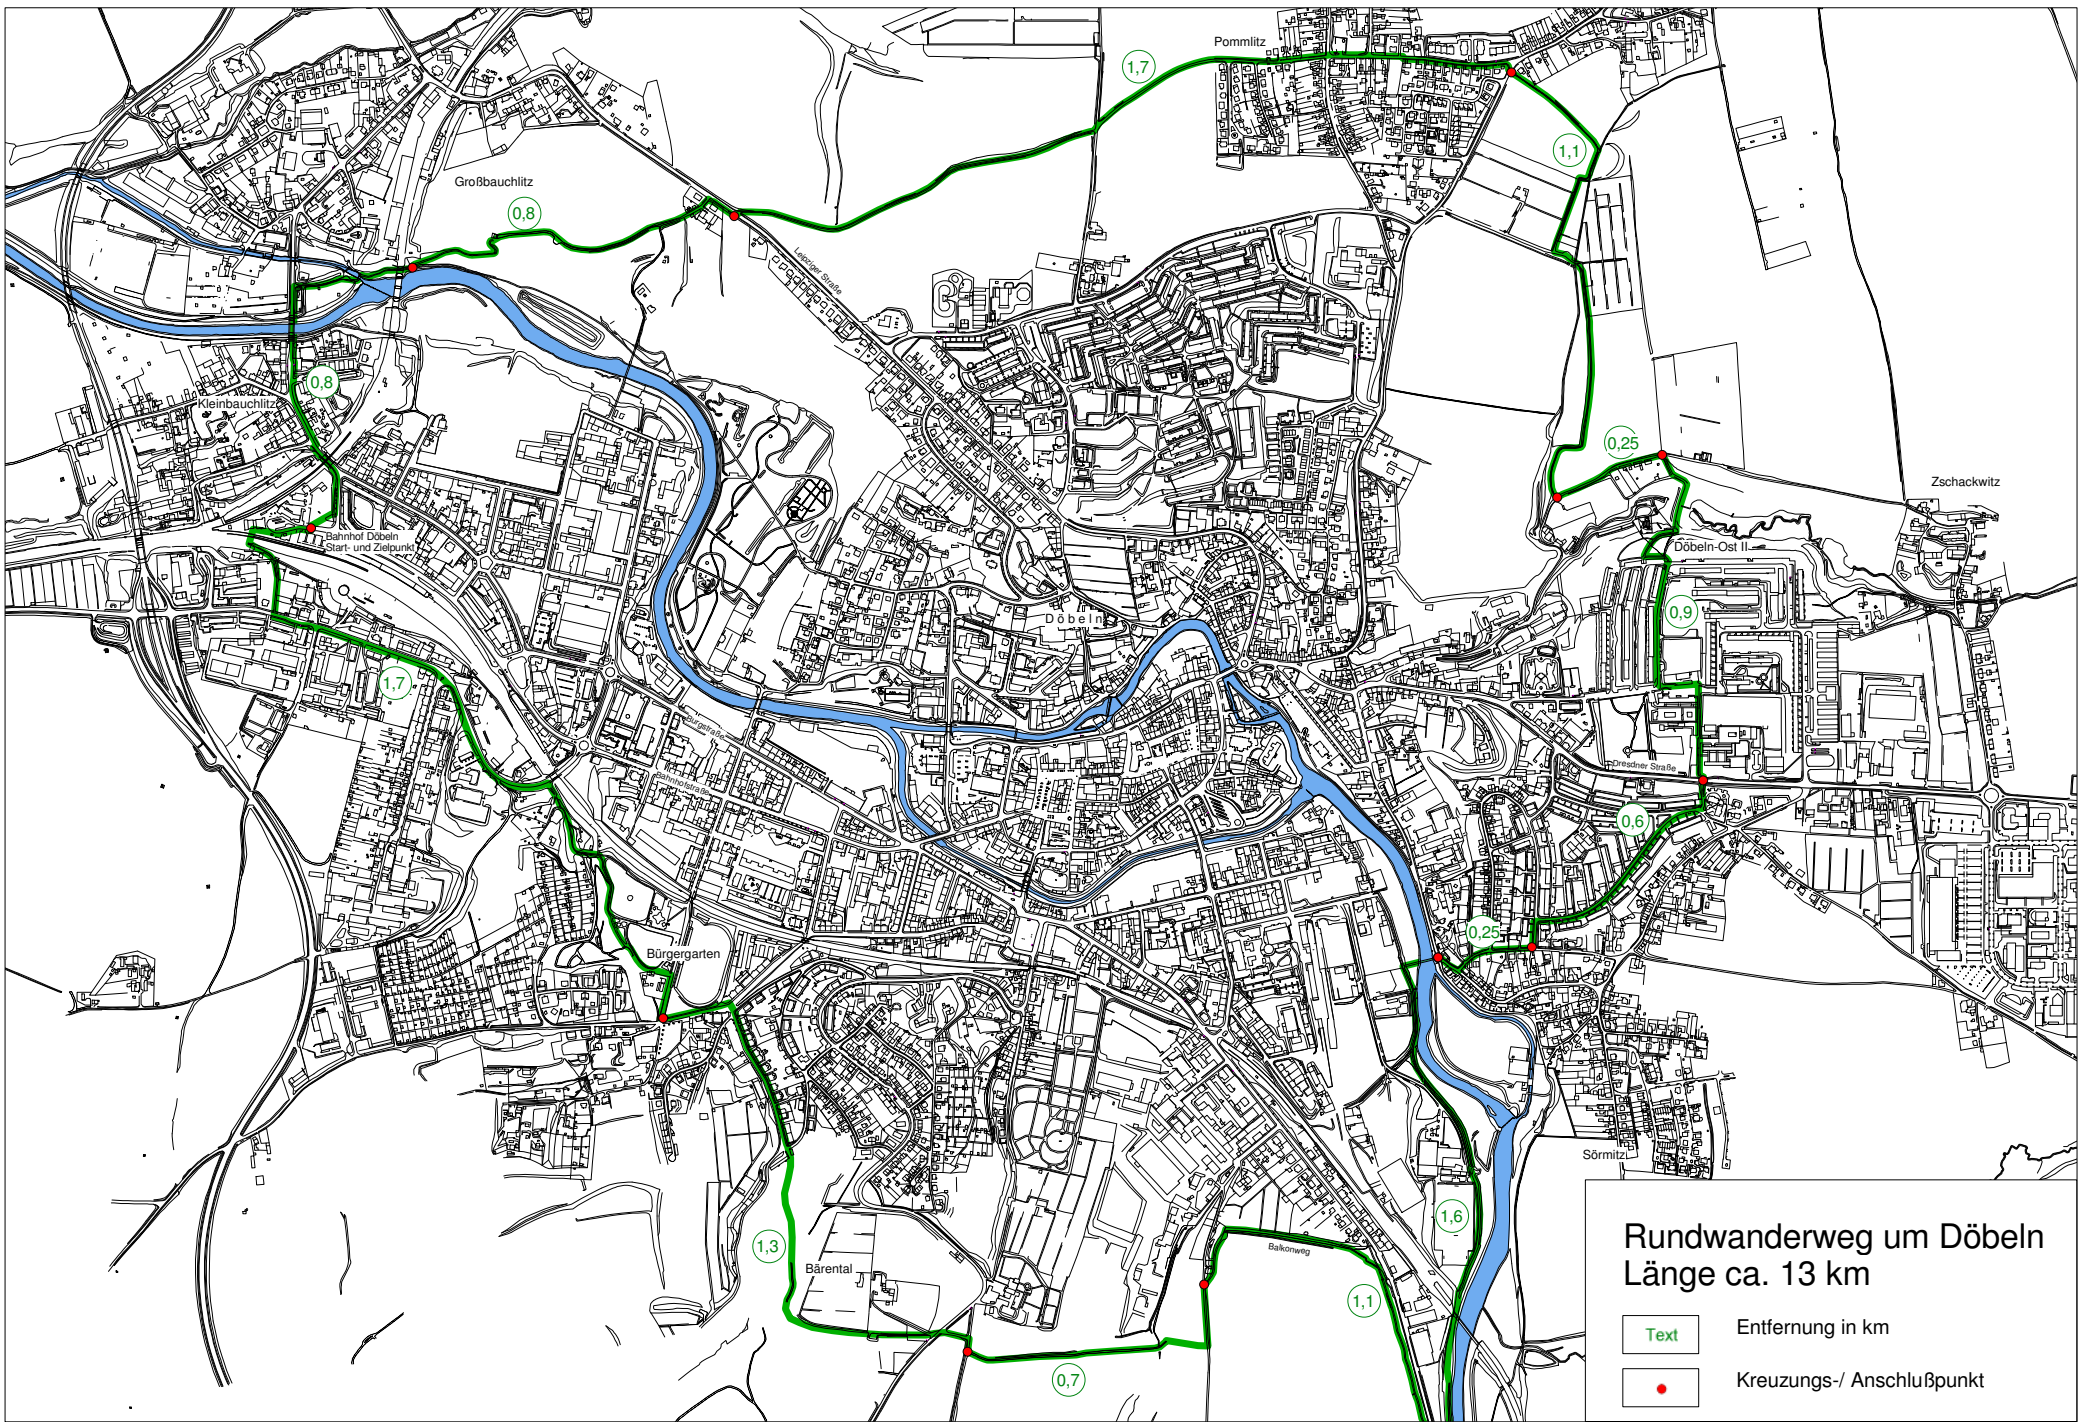 Pommlitz
1,7
1,1
Großbauchlitz
0,8
Leipziger Straße
0,8
Kleinbauchlitz
0,25
Zschackwitz
Bahnhof Döbeln
Start- und Zielpunkt
Döbeln-Ost II
0,9
Döbeln
1,7
Burgstraße
Bahnhofstraße
Dresdner Straße
0,6
0,25
Bürgergarten
Sörmitz
1,6
1,3
Balkonweg
Bärental
1,1
0,7
Rundwanderweg um Döbeln
Länge ca. 13 km
Text
Entfernung in km
Kreuzungs-/ Anschlußpunkt